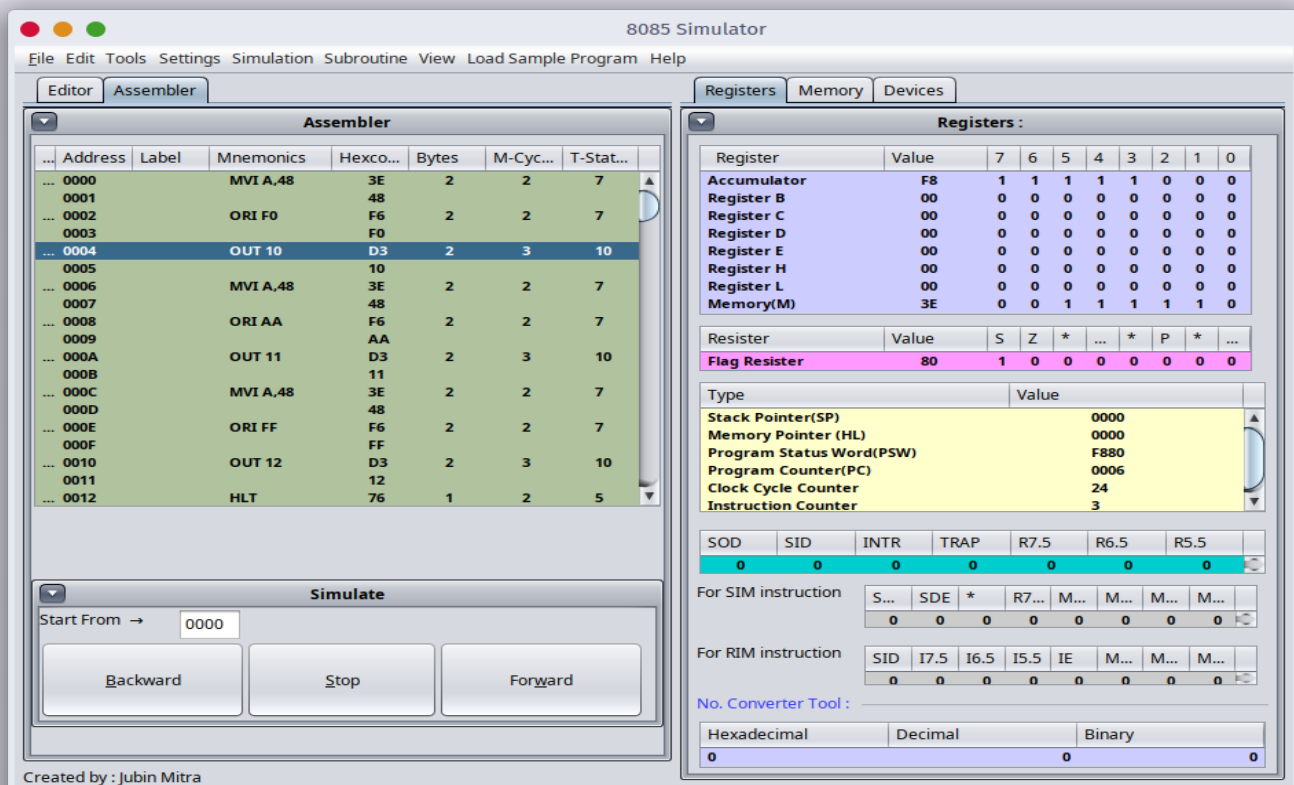 8085 Simulator
File Edit Tools Settings Simulation Subroutine View Load Sample Program Help
Editor Assembler
Assembler
... Address Label Mnemonics Hexco... Bytes M-Cyc... T-Stat...
... 0000 MVI A,48 3E 2 2 7
0001 48
... 0002 ORI F0 F6 2 2 7
0003 F0
... 0004 OUT 10 D3 2 3 10
0005 10
... 0006 MVI A,48 3E 2 2 7
0007 48
... 0008 ORI AA F6 2 2 7
0009 AA
... 000A OUT 11 D3 2 3 10
000B 11
... 000C MVI A,48 3E 2 2 7
000D 48
... 000E ORI FF F6 2 2 7
000F FF
... 0010 OUT 12 D3 2 3 10
0011 12
... 0012 HLT 76 1 2 5
Simulate
Start From → 0000
Backward Stop Forward
Created by : Jubin Mitra
Registers Memory Devices
Registers :
Register Value 7 6 5 4 3 2 1 0
Accumulator F8 1 1 1 1 1 0 0 0
Register B 00 0 0 0 0 0 0 0 0
Register C 00 0 0 0 0 0 0 0 0
Register D 00 0 0 0 0 0 0 0 0
Register E 00 0 0 0 0 0 0 0 0
Register H 00 0 0 0 0 0 0 0 0
Register L 00 0 0 0 0 0 0 0 0
Memory(M) 3E 0 0 1 1 1 1 1 0
Resister Value S Z * ... * P * ...
Flag Resister 80 1 0 0 0 0 0 0 0
Type Value
Stack Pointer(SP) 0000
Memory Pointer (HL) 0000
Program Status Word(PSW) F880
Program Counter(PC) 0006
Clock Cycle Counter 24
Instruction Counter 3
SOD SID INTR TRAP R7.5 R6.5 R5.5
0 0 0 0 0 0 0
For SIM instruction
S... SDE * R7... M... M... M... M...
0 0 0 0 0 0 0 0
For RIM instruction
SID I7.5 I6.5 I5.5 IE M... M... M...
0 0 0 0 0 0 0 0
No. Converter Tool :
Hexadecimal Decimal Binary
0 0 0